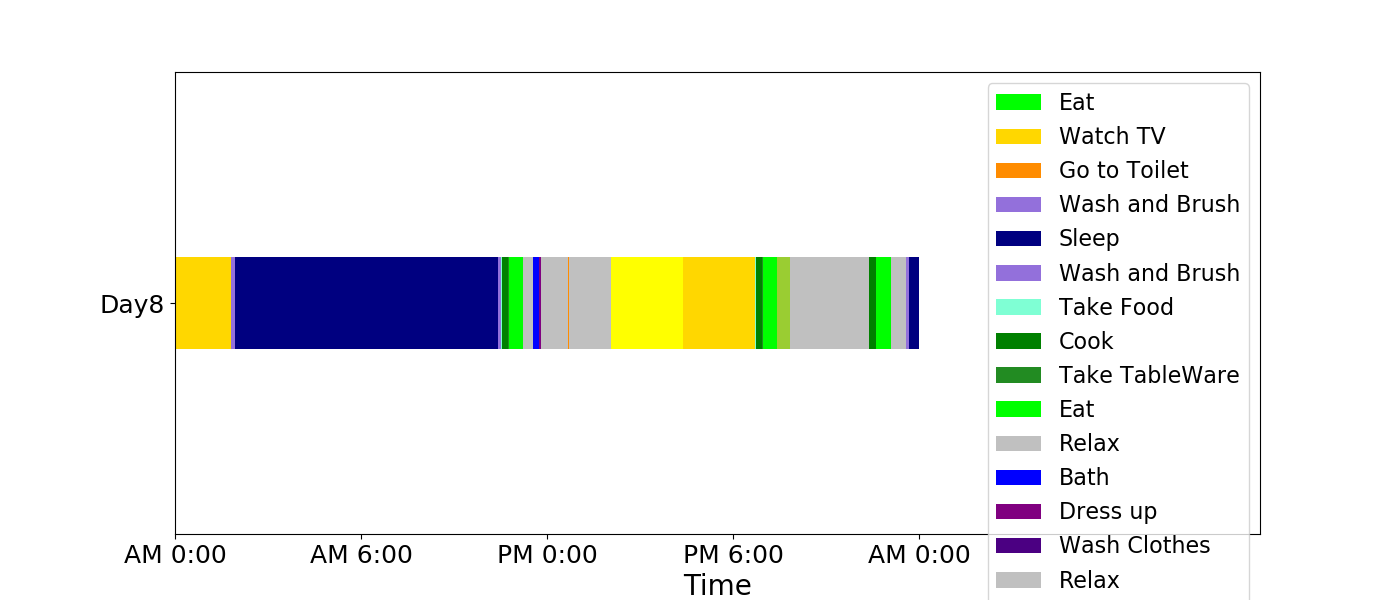 Eat
Watch TV
Go to Toilet
Wash and Brush
Sleep
Wash and Brush
Take Food
Day8
Cook
Take TableWare
Eat
Relax
Bath
Dress up
Wash Clothes
AM 0:00 AM 6:00 PM 0:00 PM 6:00 AM 0:00
Relax
Time